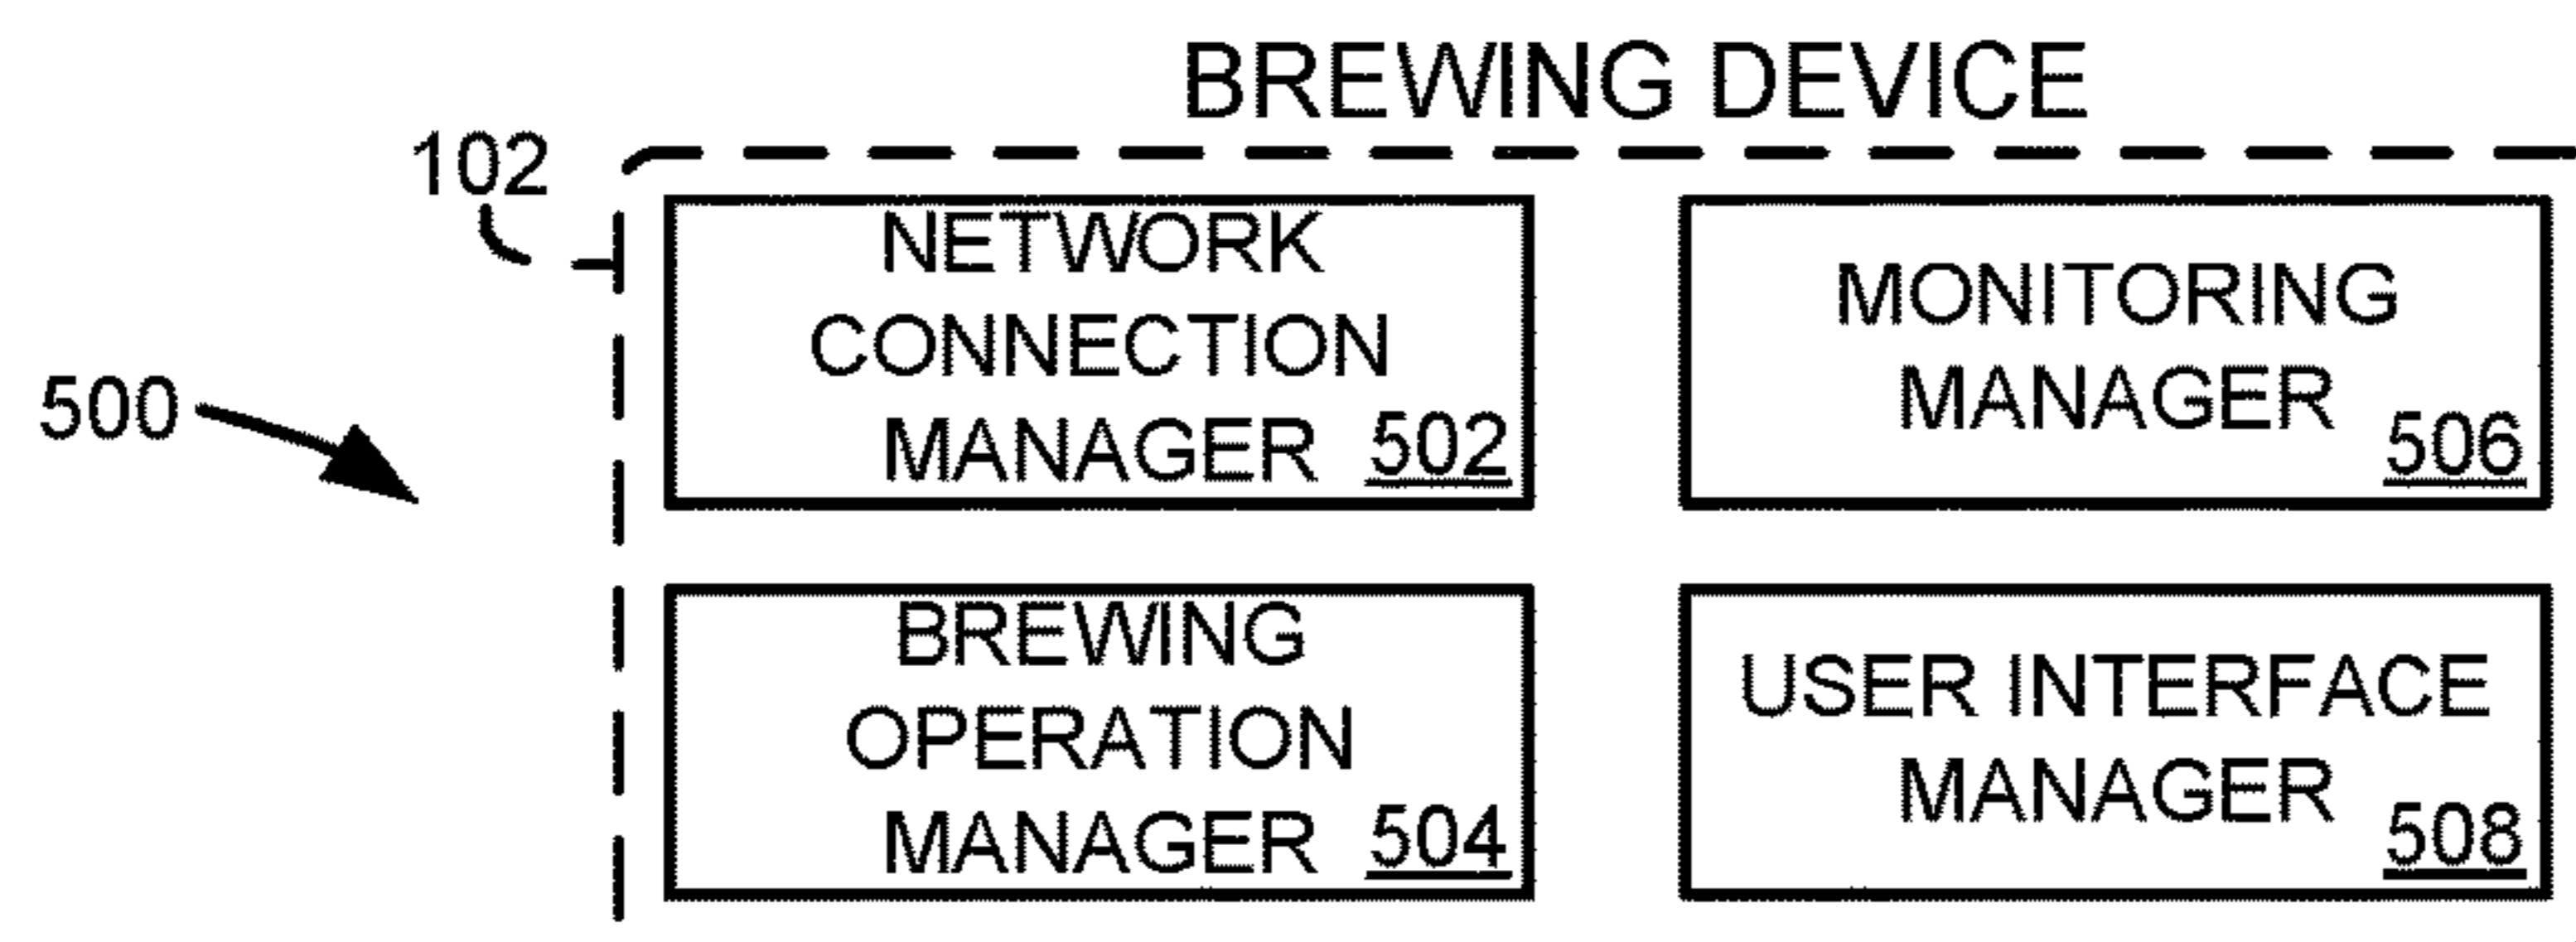 BREWING DEVICE
102
500
NETWORK
CONNECTION
MANAGER 502
MONITORING
MANAGER
506
BREWING
OPERATION
MANAGER 504
USER INTERFACE
MANAGER
508